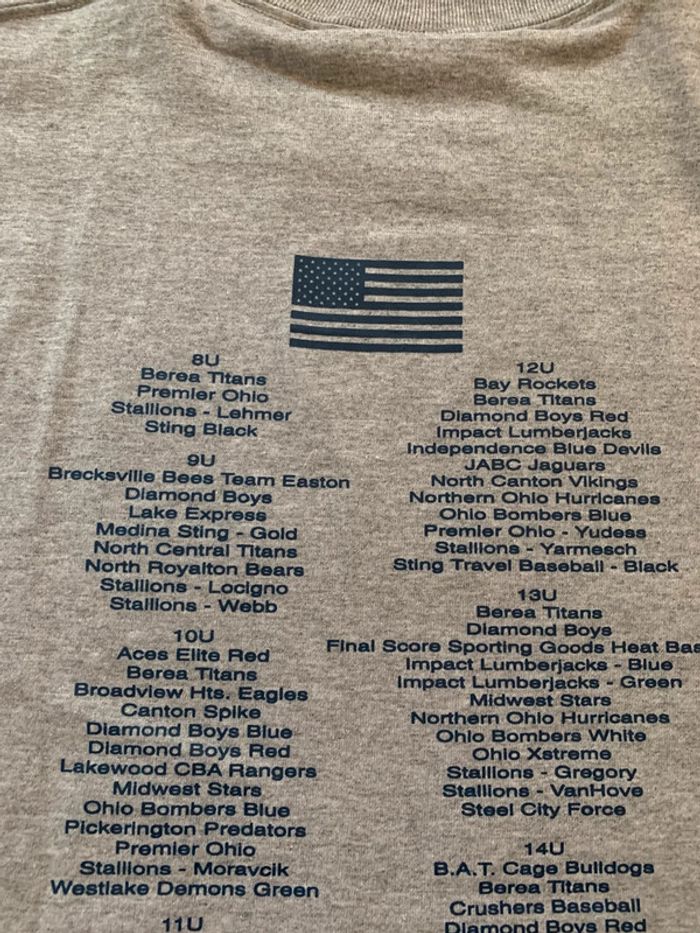 8U
Berea Titans
Premier Ohio
Stallions - Lehmer
Sting Black
9U
Brecksville Bees Team Easton
Diamond Boys
Lake Express
Medina Sting - Gold
North Central Titans
North Royalton Bears
Stallions - Locigno
Stallions - Webb
10U
Aces Elite Red
Berea Titans
Broadview Hts. Eagles
Canton Spike
Diamond Boys Blue
Diamond Boys Red
Lakewood CBA Rangers
Midwest Stars
Ohio Bombers Blue
Pickerington Predators
Premier Ohio
Stallions - Moravcik
Westlake Demons Green
11U
12U
Bay Rockets
Berea Titans
Diamond Boys Red
Impact Lumberjacks
Independence Blue Devils
JABC Jaguars
North Canton Vikings
Northern Ohio Hurricanes
Ohio Bombers Blue
Premier Ohio - Yudess
Stallions - Yarmesch
Sting Travel Baseball - Black
13U
Berea Titans
Diamond Boys
Final Score Sporting Goods Heat Bas
Impact Lumberjacks - Blue
Impact Lumberjacks - Green
Midwest Stars
Northern Ohio Hurricanes
Ohio Bombers White
Ohio Xstreme
Stallions - Gregory
Stallions - VanHove
Steel City Force
14U
B.A.T. Cage Bulldogs
Berea Titans
Crushers Baseball
Diamond Boys Red